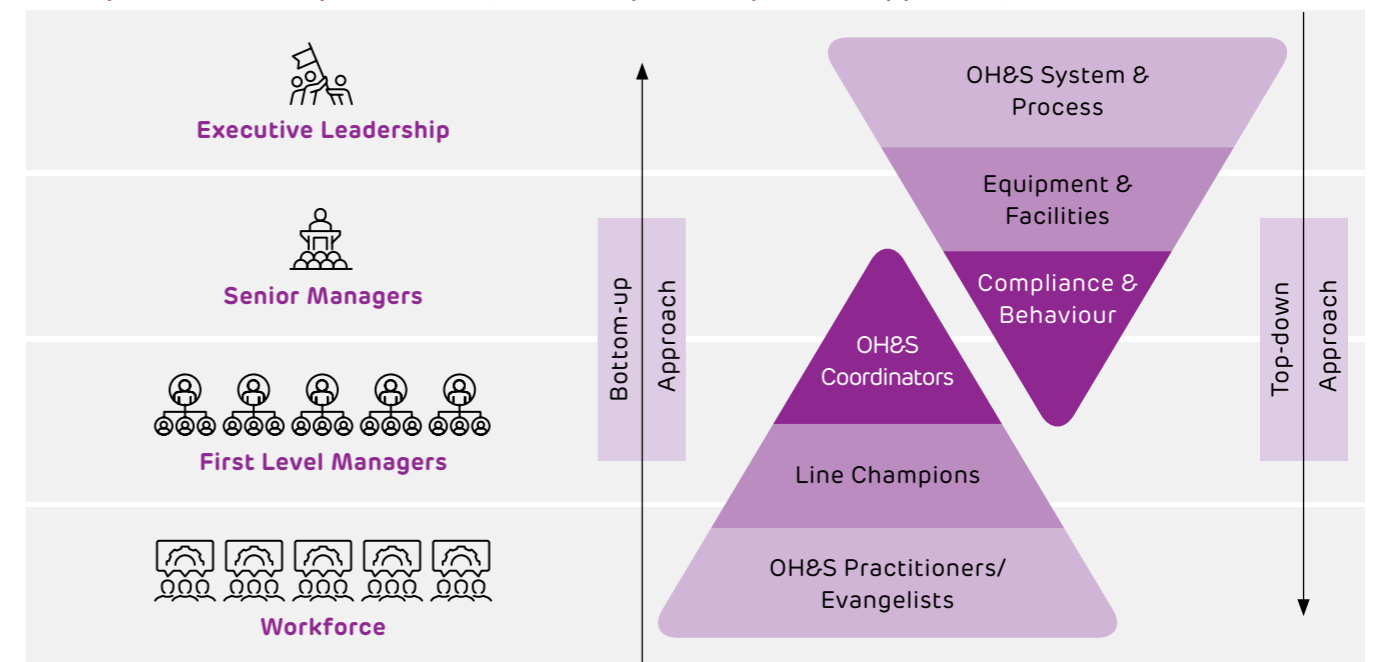 Executive Leadership
OH&S System &
Process
Equipment &
Facilities
Senior Managers
Compliance &
Behaviour
Bottom-up
Approach
Top-down
Approach
OH&S
Coordinators
First Level Managers
Line Champions
OH&S Practitioners/
Evangelists
Workforce